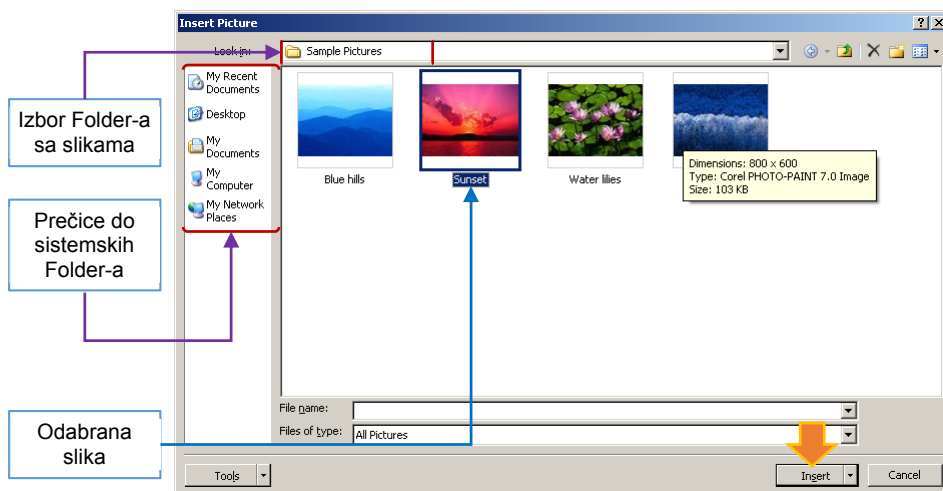 Insert Picture
Look in:
Sample Pictures
My Recent
Documents
Desktop
My
Documents
My
Computer
My Network
Places
Izbor Folder-a
sa slikama
Prečice do
sistemskih
Folder-a
Odabrana
slika
Blue hills
Sunset
Water lilies
Dimensions: 800 x 600
Type: Corel PHOTO-PAINT 7.0 Image
Size: 103 KB
File name:
Files of type:
All Pictures
Tools
Insert
Cancel